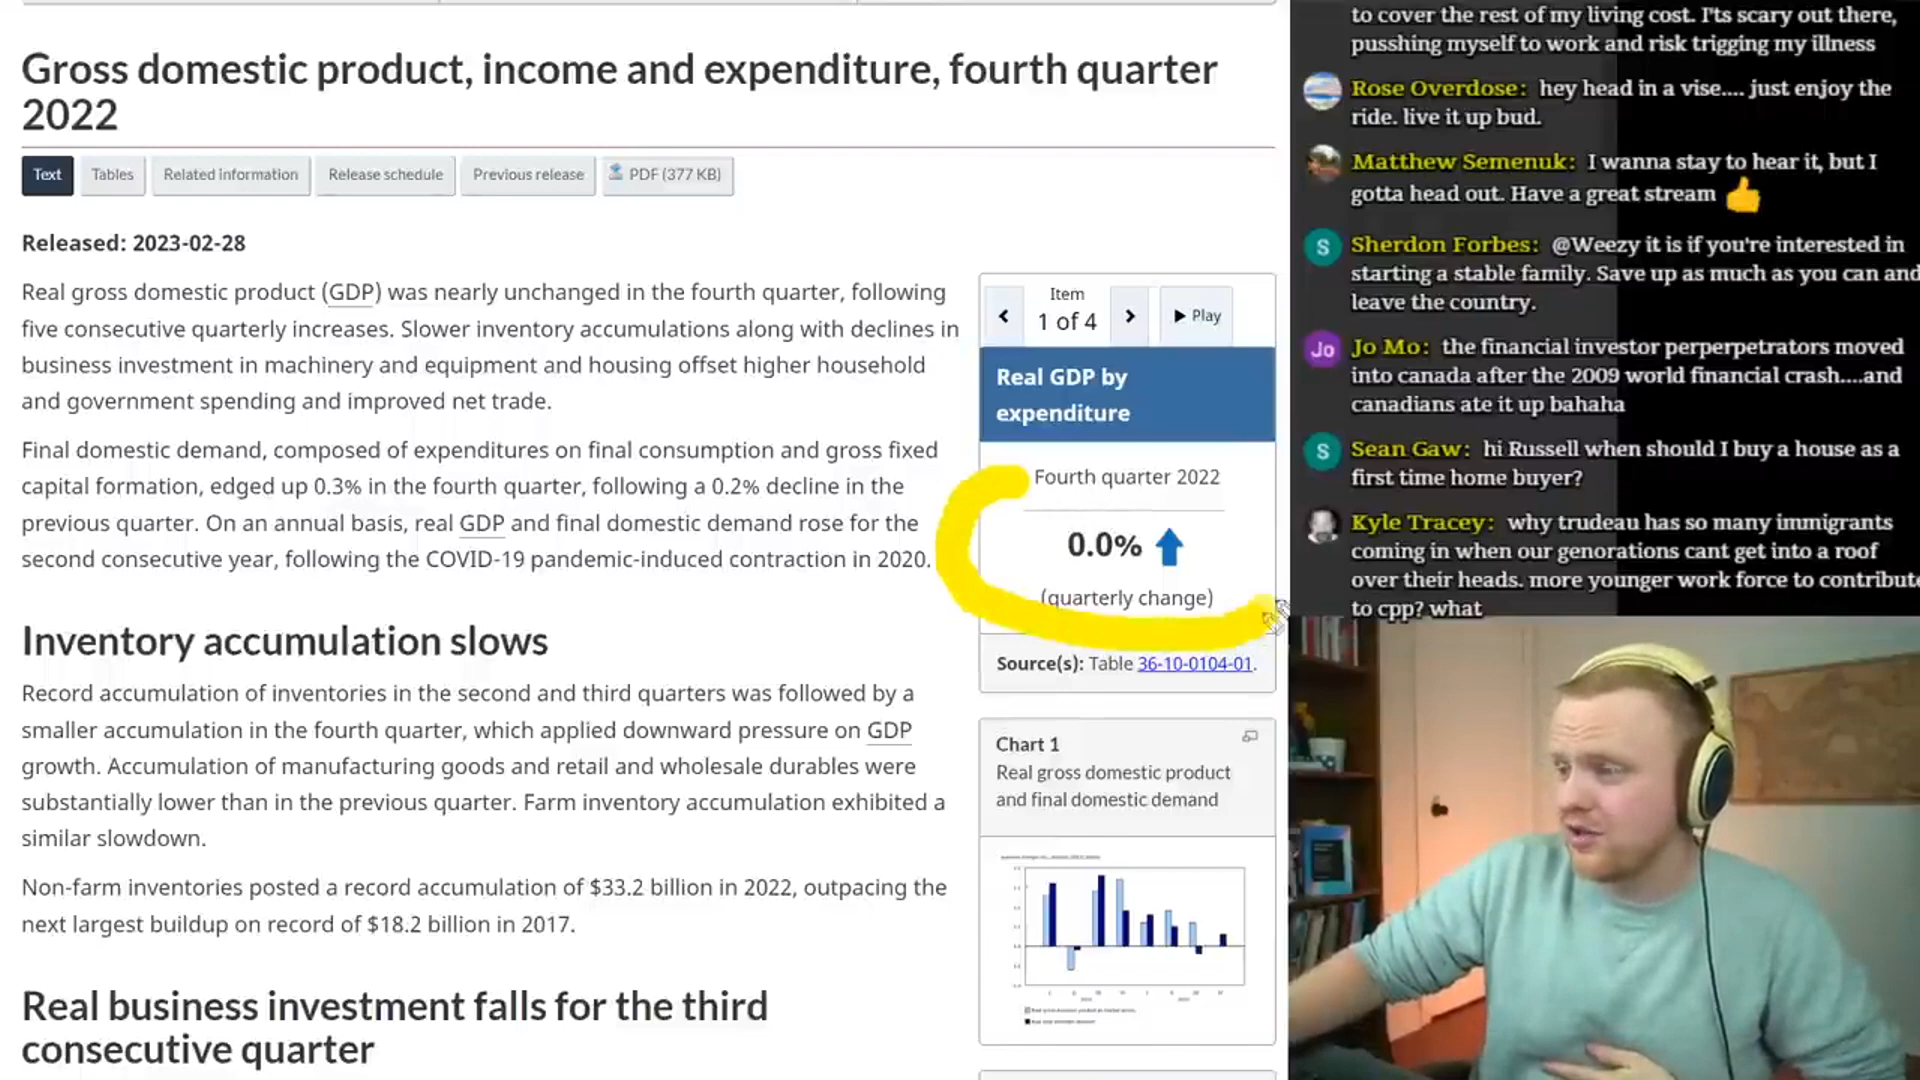 Gross domestic product, income and expenditure, fourth quarter
2022
Text
Tables
Related information
Release schedule
Previous release
PDF (377 KB)
Released: 2023-02-28
Real gross domestic product (GDP) was nearly unchanged in the fourth quarter, following
five consecutive quarterly increases. Slower inventory accumulations along with declines in
business investment in machinery and equipment and housing offset higher household
and government spending and improved net trade.
Final domestic demand, composed of expenditures on final consumption and gross fixed
capital formation, edged up 0.3% in the fourth quarter, following a 0.2% decline in the
previous quarter. On an annual basis, real GDP and final domestic demand rose for the
second consecutive year, following the COVID-19 pandemic-induced contraction in 2020.
Inventory accumulation slows
Record accumulation of inventories in the second and third quarters was followed by a
smaller accumulation in the fourth quarter, which applied downward pressure on GDP
growth. Accumulation of manufacturing goods and retail and wholesale durables were
substantially lower than in the previous quarter. Farm inventory accumulation exhibited a
similar slowdown.
Non-farm inventories posted a record accumulation of $33.2 billion in 2022, outpacing the
next largest buildup on record of $18.2 billion in 2017.
Real business investment falls for the third
consecutive quarter
Item
1 of 4
Play
Real GDP by
expenditure
Fourth quarter 2022
0.0%
(quarterly change)
Source(s): Table 36-10-0104-01.
Chart 1
Real gross domestic product
and final domestic demand
to cover the rest of my living cost. I'ts scary out there,
pusshing myself to work and risk trigging my illness
Rose Overdose: hey head in a vise.... just enjoy the
ride. live it up bud.
Matthew Semenuk: I wanna stay to hear it, but I
gotta head out. Have a great stream
S
Sherdon Forbes: @Weezy it is if you're interested in
starting a stable family. Save up as much as you can and
leave the country.
Jo
Jo Mo: the financial investor perperpetrators moved
into canada after the 2009 world financial crash....and
canadians ate it up bahaha
S
Sean Gaw: hi Russell when should I buy a house as a
first time home buyer?
Kyle Tracey: why trudeau has so many immigrants
coming in when our genorations cant get into a roof
over their heads. more younger work force to contribute
to cpp? what